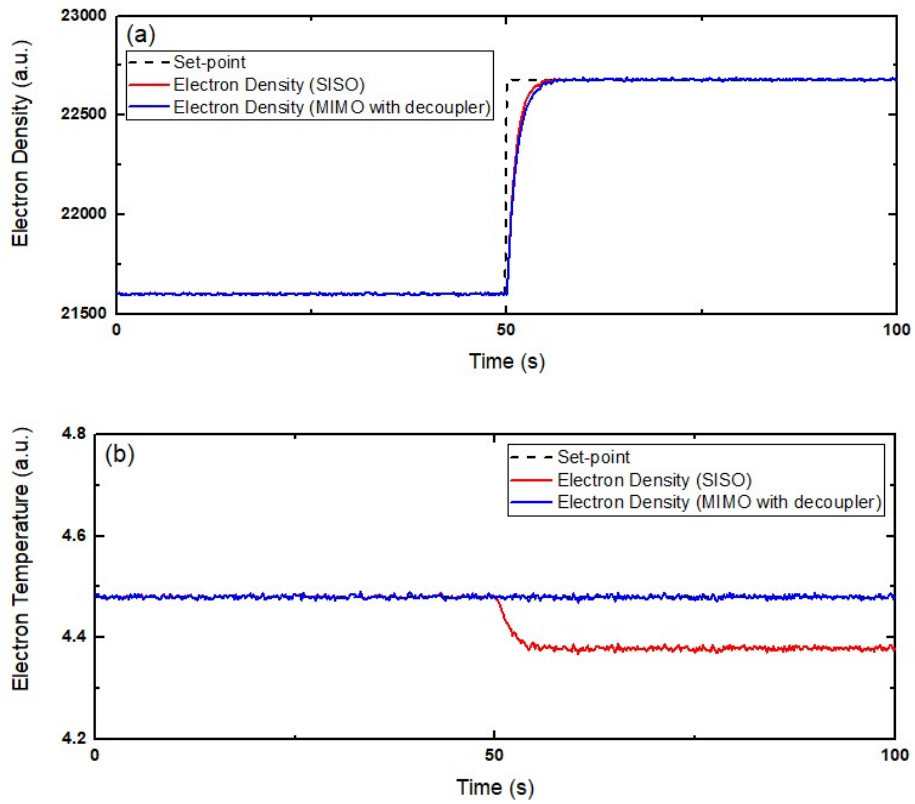 23000
(a)
Set-point
Electron Density (SISO)
Electron Density (MIMO with decoupler)
22500
22000
21500
Electron Density (a.u.)
0
50
100
Time (s)
4.8
(b)
Set-point
Electron Density (SISO)
Electron Density (MIMO with decoupler)
4.6
4.4
4.2
Electron Temperature (a.u.)
0
50
100
Time (s)